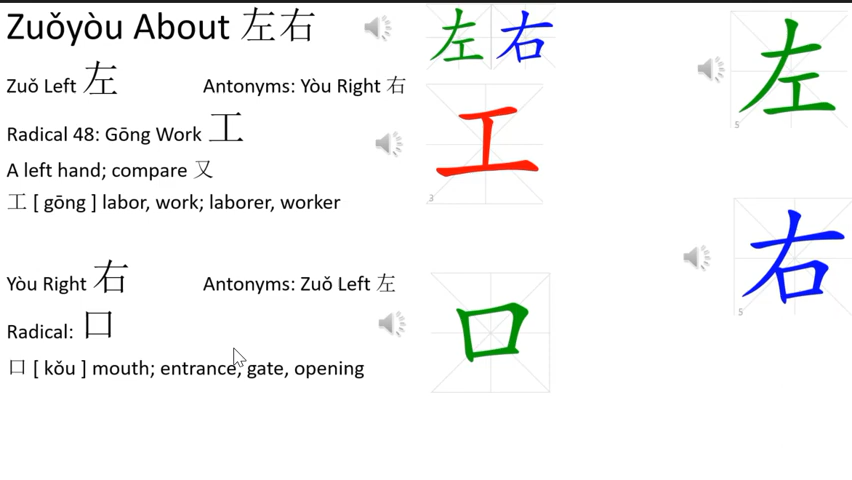 Zuǒyòu About 左右
左右
左
5
Zuǒ Left 左 Antonyms: Yòu Right 右
Radical 48: Gōng Work 工
工
3
A left hand; compare 又
工 [ gōng ] labor, work; laborer, worker
右
5
Yòu Right 右 Antonyms: Zuǒ Left 左
Radical: 口
口
口 [ kǒu ] mouth; entrance, gate, opening